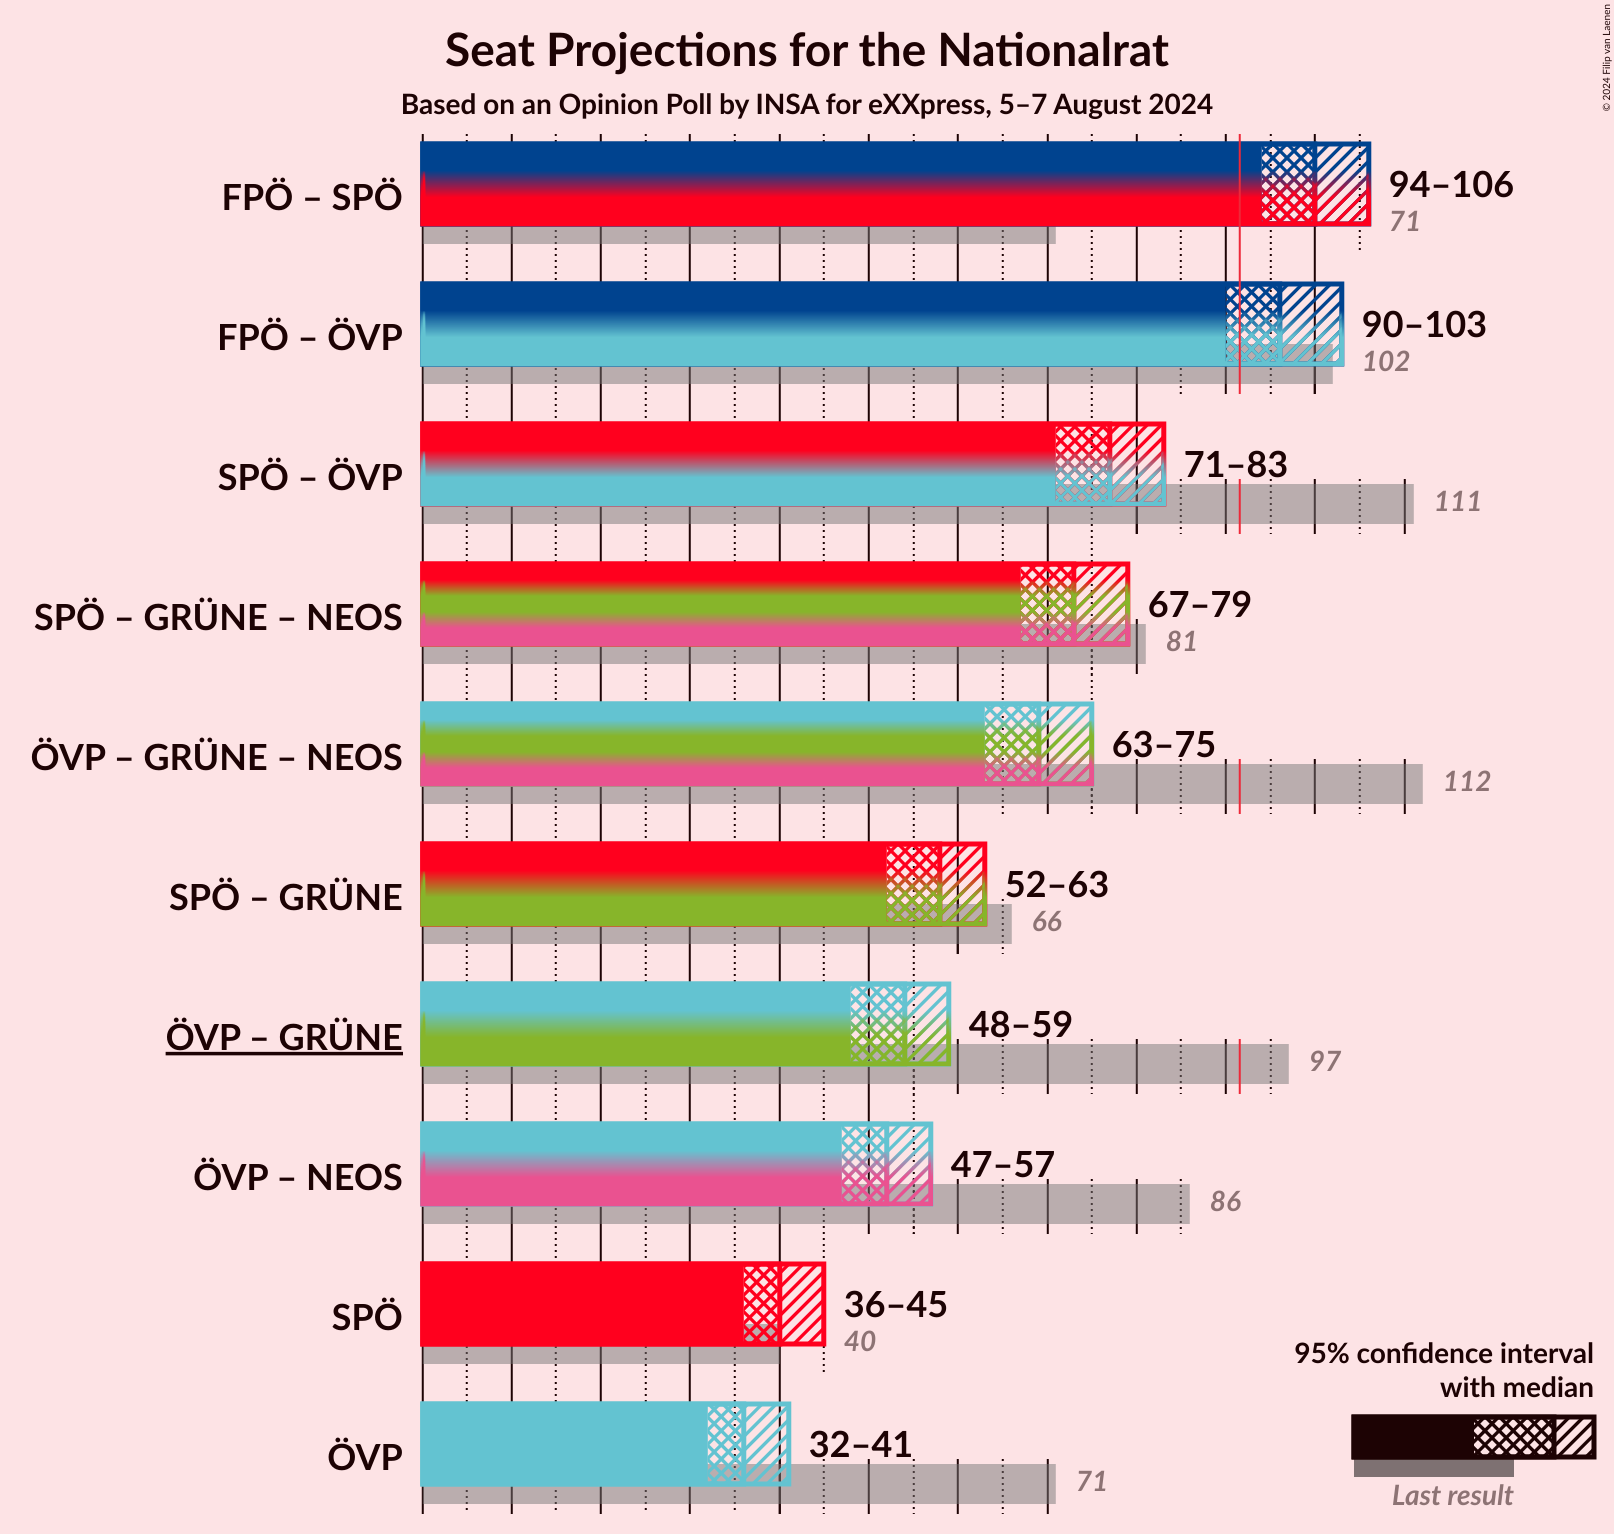 Seat Projections for the Nationalrat
Based on an Opinion Poll by INSA for eXXpress, 5–7 August 2024
© 2024 Filip van Laenen
FPÖ – SPÖ
94–106
71
FPÖ – ÖVP
90–103
102
SPÖ – ÖVP
71–83
111
SPÖ – GRÜNE – NEOS
67–79
81
ÖVP – GRÜNE – NEOS
63–75
112
SPÖ – GRÜNE
52–63
66
ÖVP – GRÜNE
48–59
97
ÖVP – NEOS
47–57
86
SPÖ
36–45
40
ÖVP
32–41
71
95% confidence interval
with median
Last result